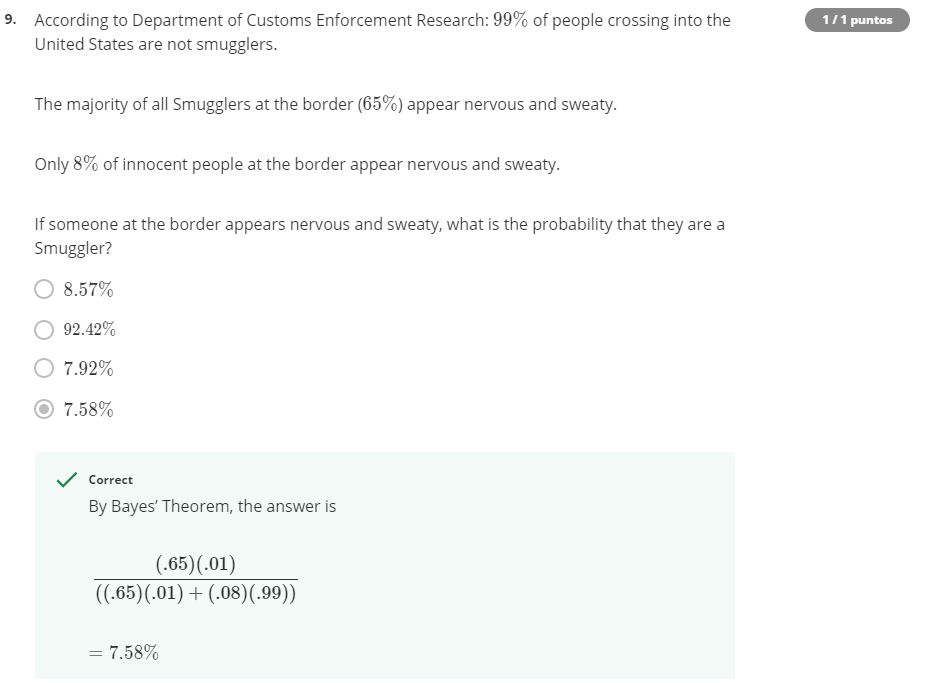 9. According to Department of Customs Enforcement Research: 99% of people crossing into the
1 / 1 puntos
United States are not smugglers.
The majority of all Smugglers at the border (65%) appear nervous and sweaty.
Only 8% of innocent people at the border appear nervous and sweaty.
If someone at the border appears nervous and sweaty, what is the probability that they are a
Smuggler?
8.57%
92.42%
7.92%
7.58%
Correct
By Bayes' Theorem, the answer is
(.65)(.01)
((.65)(.01) + (.08)(.99))
= 7.58%